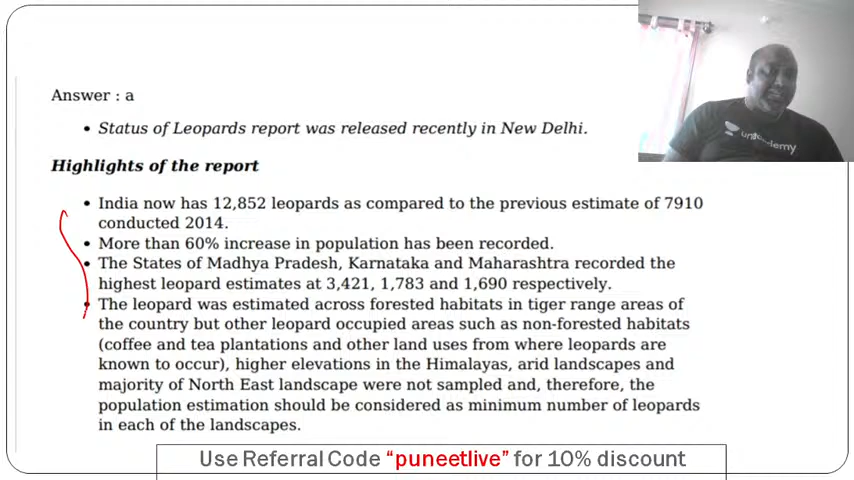 unacademy
Answer : a
• Status of Leopards report was released recently in New Delhi.
Highlights of the report
• India now has 12,852 leopards as compared to the previous estimate of 7910
conducted 2014.
• More than 60% increase in population has been recorded.
• The States of Madhya Pradesh, Karnataka and Maharashtra recorded the
highest leopard estimates at 3,421, 1,783 and 1,690 respectively.
• The leopard was estimated across forested habitats in tiger range areas of
the country but other leopard occupied areas such as non-forested habitats
(coffee and tea plantations and other land uses from where leopards are
known to occur), higher elevations in the Himalayas, arid landscapes and
majority of North East landscape were not sampled and, therefore, the
population estimation should be considered as minimum number of leopards
in each of the landscapes.
Use Referral Code “puneetlive” for 10% discount